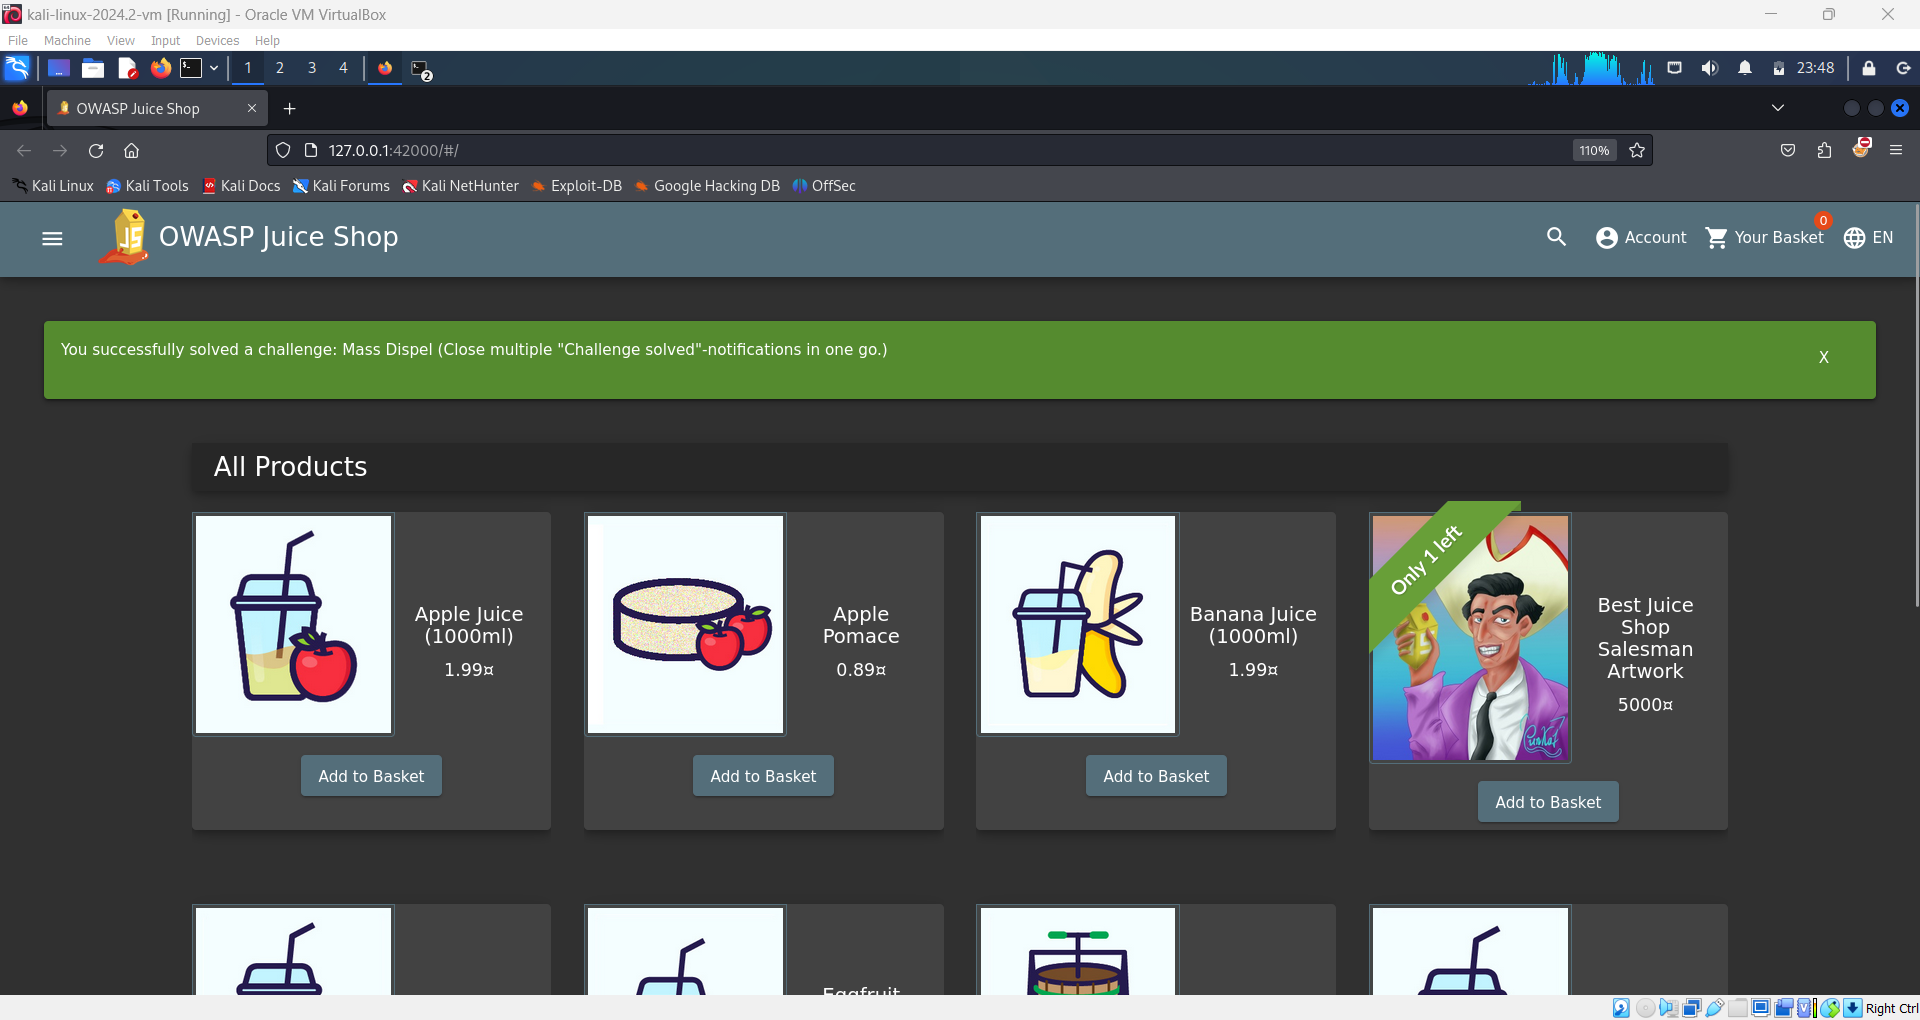 kali-linux-2024.2-vm [Running] - Oracle VM VirtualBox
File Machine View Input Devices Help
1 2 3 4 2 23:48
OWASP Juice Shop
127.0.0.1:42000/#/ 110%
Kali Linux Kali Tools Kali Docs Kali Forums Kali NetHunter Exploit-DB Google Hacking DB OffSec
OWASP Juice Shop Account Your Basket 0 EN
You successfully solved a challenge: Mass Dispel (Close multiple "Challenge solved"-notifications in one go.) X
All Products
Apple Juice
(1000ml)
1.99¤
Add to Basket
Apple
Pomace
0.89¤
Add to Basket
Banana Juice
(1000ml)
1.99¤
Add to Basket
Only 1 left
Best Juice
Shop
Salesman
Artwork
5000¤
Add to Basket
Eggfruit
Right Ctrl